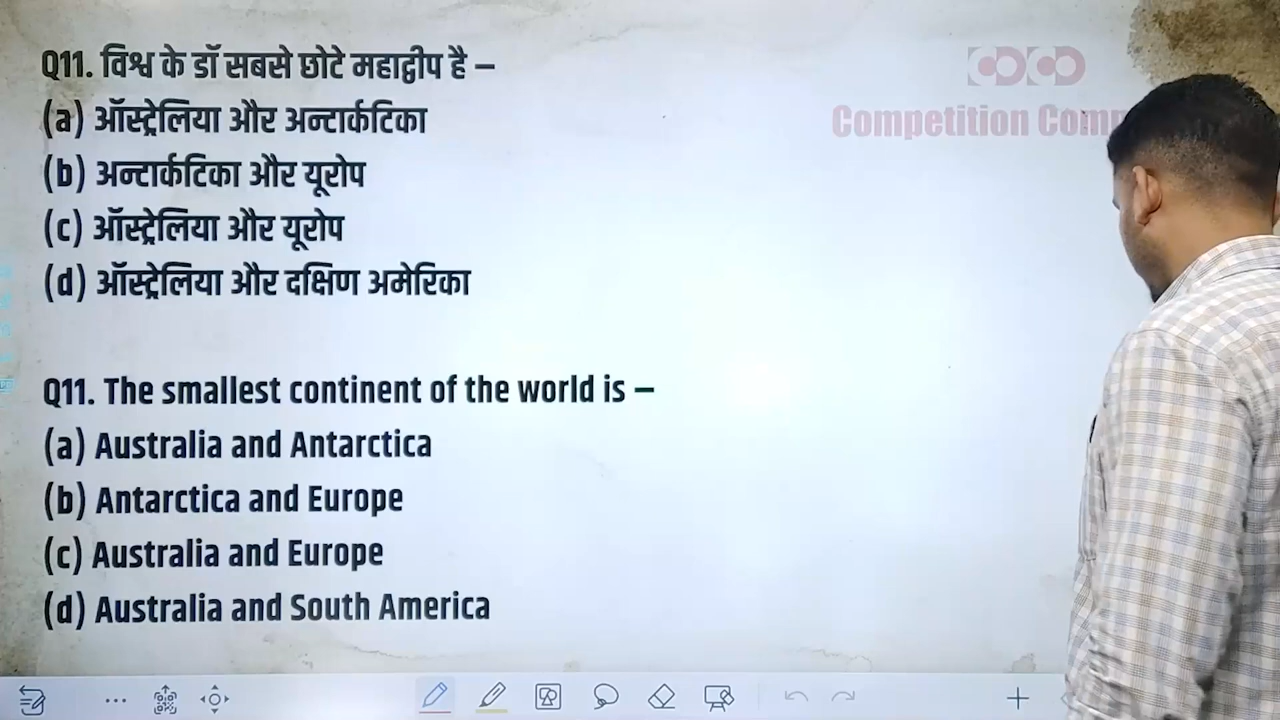 Q11. विश्व के डॉ सबसे छोटे महाद्वीप है –
(a) ऑस्ट्रेलिया और अन्टार्कटिका
(b) अन्टार्कटिका और यूरोप
(c) ऑस्ट्रेलिया और यूरोप
(d) ऑस्ट्रेलिया और दक्षिण अमेरिका
Competition
Q11. The smallest continent of the world is –
(a) Australia and Antarctica
(b) Antarctica and Europe
(c) Australia and Europe
(d) Australia and South America